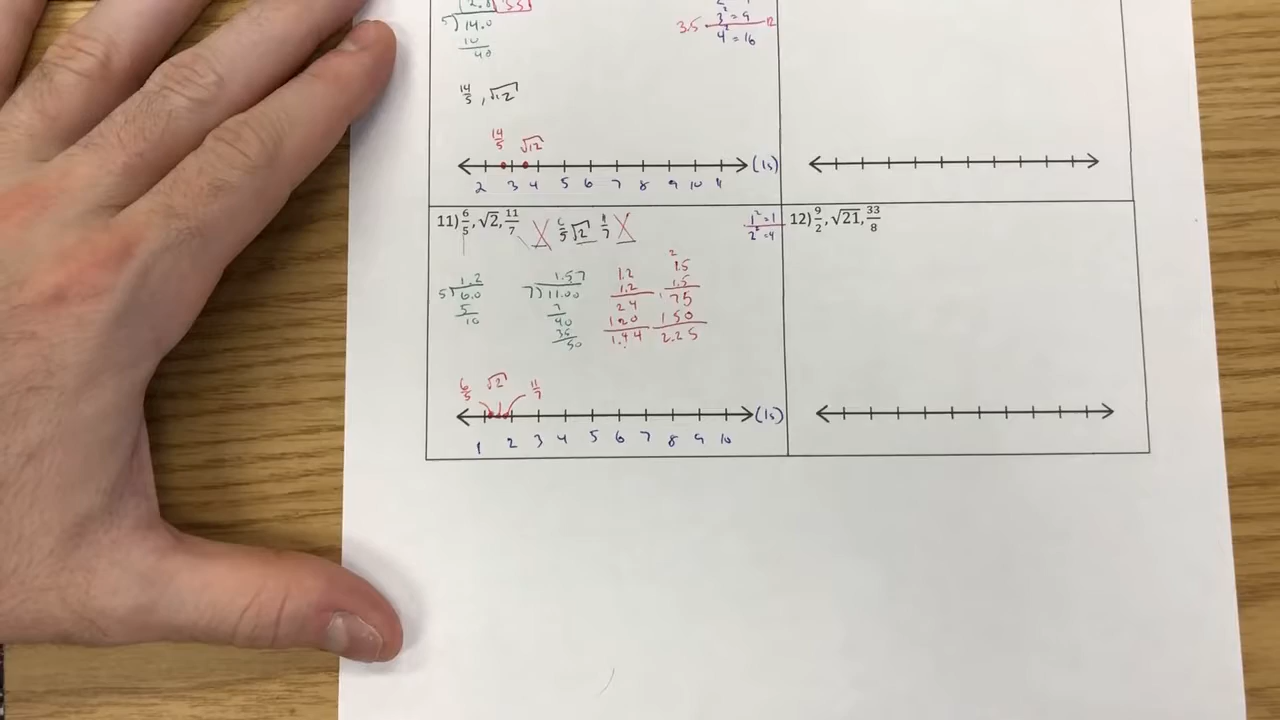 5)14.0
10
40
3² = 9
3.5
12
4² = 16
14/5, √12
14/5 √12
2 3 4 5 6 7 8 9 10 11 (1s)
11) 6/5, √2, 11/7
X 6/5 √2 11/7 X
1² = 1
2² = 4
1.2
5)6.0
5
10
1.57
7)11.00
7
40
35
50
1.2
1.2
24
120
1.44
2
1.5
1.5
75
150
2.25
6/5 √2 11/7
1 2 3 4 5 6 7 8 9 10 (1s)
12) 9/2, √21, 33/8